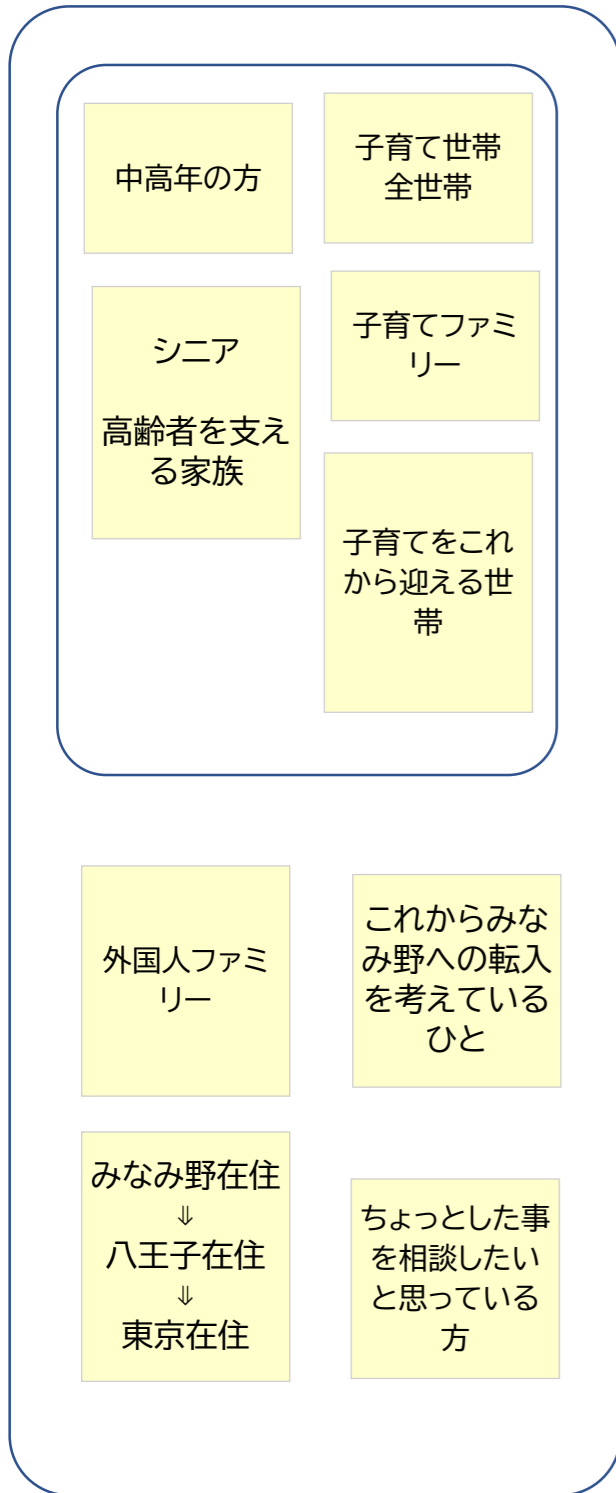 中高年の方
子育て世帯
全世帯
シニア
高齢者を支え
る家族
子育てファミ
リー
子育てをこれ
から迎える世
帯
外国人ファミ
リー
これからみな
み野への転入
を考えている
ひと
みなみ野在住
⇓
八王子在住
⇓
東京在住
ちょっとした事
を相談したい
と思っている
方